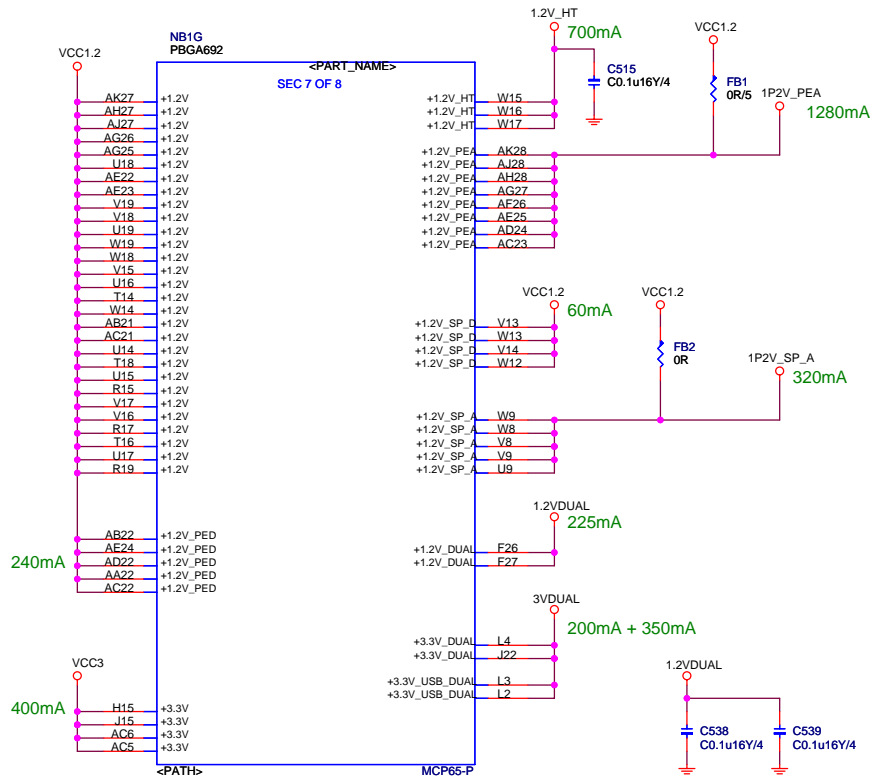 NB1G
PBGA692
<PART_NAME>
SEC 7 OF 8
VCC1.2
AK27 +1.2V
AH27 +1.2V
AJ27 +1.2V
AG26 +1.2V
AG25 +1.2V
U18 +1.2V
AE22 +1.2V
AF23 +1.2V
V19 +1.2V
V18 +1.2V
U19 +1.2V
W19 +1.2V
W18 +1.2V
V15 +1.2V
U16 +1.2V
T14 +1.2V
W14 +1.2V
AB21 +1.2V
AC21 +1.2V
U14 +1.2V
T18 +1.2V
U15 +1.2V
R15 +1.2V
V17 +1.2V
V16 +1.2V
R17 +1.2V
T16 +1.2V
U17 +1.2V
R19 +1.2V
240mA
AB22 +1.2V_PED
AE24 +1.2V_PED
AD22 +1.2V_PED
AA22 +1.2V_PED
AC22 +1.2V_PED
VCC3
400mA
H15 +3.3V
J15 +3.3V
AC6 +3.3V
AC5 +3.3V
<PATH>
MCP65-P
1.2V_HT
700mA
C515
C0.1u16Y/4
+1.2V_HT W15
+1.2V_HT W16
+1.2V_HT W17
VCC1.2
FB1
0R/5
1P2V_PEA
1280mA
+1.2V_PEA AK28
+1.2V_PEA AJ28
+1.2V_PEA AH28
+1.2V_PEA AG27
+1.2V_PEA AF26
+1.2V_PEA AE25
+1.2V_PEA AD24
+1.2V_PEA AC23
VCC1.2
60mA
+1.2V_SP_D V13
+1.2V_SP_D W13
+1.2V_SP_D V14
+1.2V_SP_D W12
VCC1.2
FB2
0R
1P2V_SP_A
320mA
+1.2V_SP_A W9
+1.2V_SP_A W8
+1.2V_SP_A V8
+1.2V_SP_A V9
+1.2V_SP_A U9
1.2VDUAL
225mA
+1.2V_DUAL F26
+1.2V_DUAL F27
3VDUAL
200mA + 350mA
+3.3V_DUAL L4
+3.3V_DUAL J22
+3.3V_USB_DUAL L3
+3.3V_USB_DUAL L2
1.2VDUAL
C538
C0.1u16Y/4
C539
C0.1u16Y/4